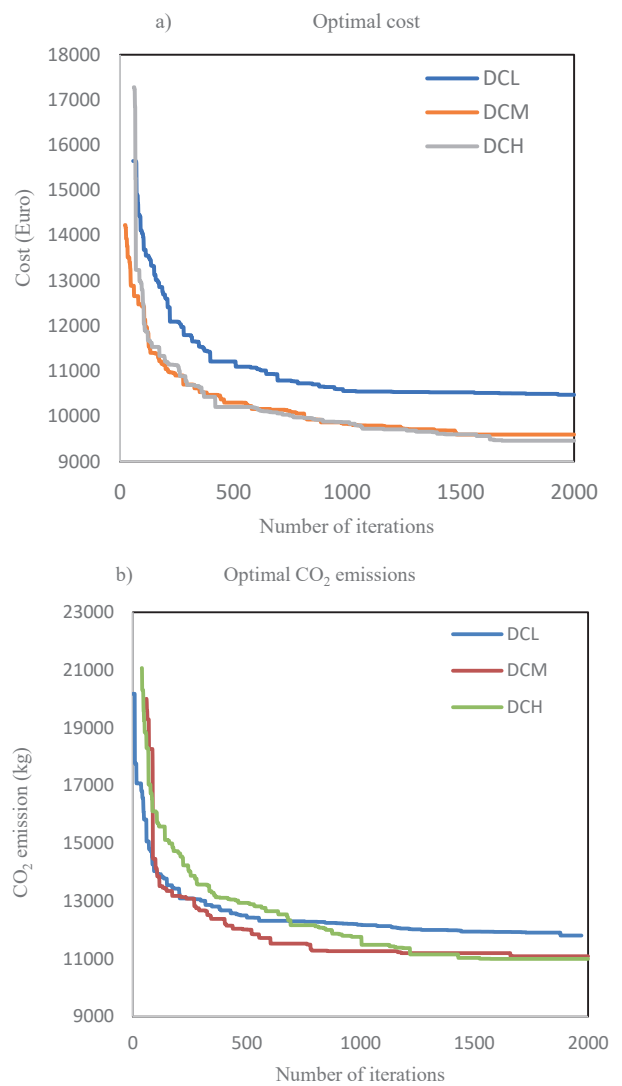 a) Optimal cost
18000
17000
16000
15000
14000
13000
12000
11000
10000
9000
Cost (Euro)
DCL
DCM
DCH
0 500 1000 1500 2000
Number of iterations
b) Optimal CO₂ emissions
23000
21000
19000
17000
15000
13000
11000
9000
CO₂ emission (kg)
DCL
DCM
DCH
0 500 1000 1500 2000
Number of iterations